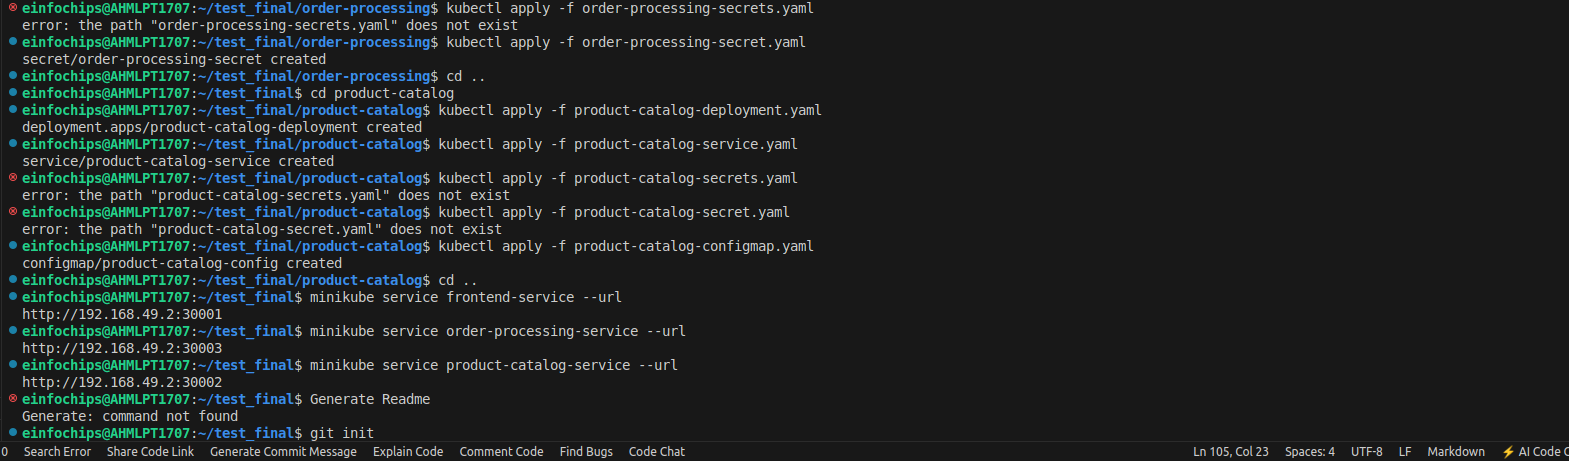 einfochips@AHMLPT1707:~/test_final/order-processing$ kubectl apply -f order-processing-secrets.yaml
error: the path "order-processing-secrets.yaml" does not exist
einfochips@AHMLPT1707:~/test_final/order-processing$ kubectl apply -f order-processing-secret.yaml
secret/order-processing-secret created
einfochips@AHMLPT1707:~/test_final/order-processing$ cd ..
einfochips@AHMLPT1707:~/test_final$ cd product-catalog
einfochips@AHMLPT1707:~/test_final/product-catalog$ kubectl apply -f product-catalog-deployment.yaml
deployment.apps/product-catalog-deployment created
einfochips@AHMLPT1707:~/test_final/product-catalog$ kubectl apply -f product-catalog-service.yaml
service/product-catalog-service created
einfochips@AHMLPT1707:~/test_final/product-catalog$ kubectl apply -f product-catalog-secrets.yaml
error: the path "product-catalog-secrets.yaml" does not exist
einfochips@AHMLPT1707:~/test_final/product-catalog$ kubectl apply -f product-catalog-secret.yaml
error: the path "product-catalog-secret.yaml" does not exist
einfochips@AHMLPT1707:~/test_final/product-catalog$ kubectl apply -f product-catalog-configmap.yaml
configmap/product-catalog-config created
einfochips@AHMLPT1707:~/test_final/product-catalog$ cd ..
einfochips@AHMLPT1707:~/test_final$ minikube service frontend-service --url
http://192.168.49.2:30001
einfochips@AHMLPT1707:~/test_final$ minikube service order-processing-service --url
http://192.168.49.2:30003
einfochips@AHMLPT1707:~/test_final$ minikube service product-catalog-service --url
http://192.168.49.2:30002
einfochips@AHMLPT1707:~/test_final$ Generate Readme
Generate: command not found
einfochips@AHMLPT1707:~/test_final$ git init
0 Search Error Share Code Link Generate Commit Message Explain Code Comment Code Find Bugs Code Chat Ln 105, Col 23 Spaces: 4 UTF-8 LF Markdown AI Code